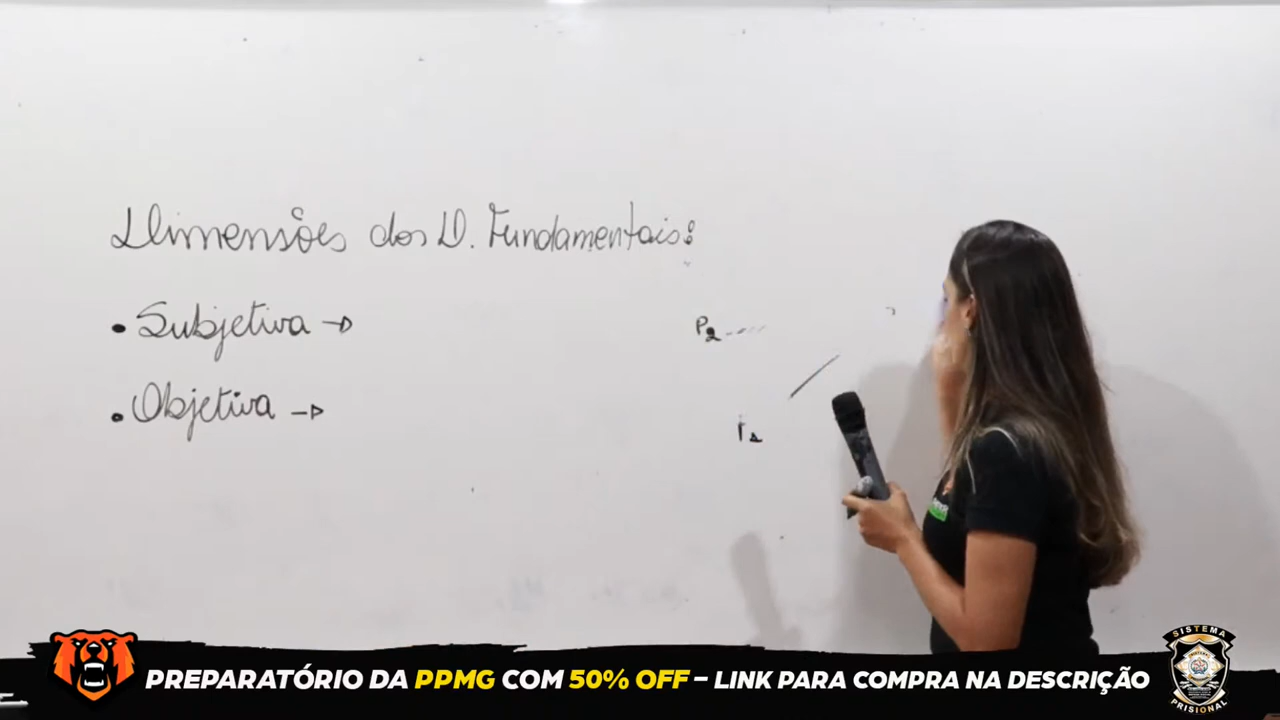 Dimensões dos D. Fundamentais:
• Subjetiva →
P2
• Objetiva →
PREPARATÓRIO DA PPMG COM 50% OFF – LINK PARA COMPRA NA DESCRIÇÃO
SISTEMA
PRISIONAL